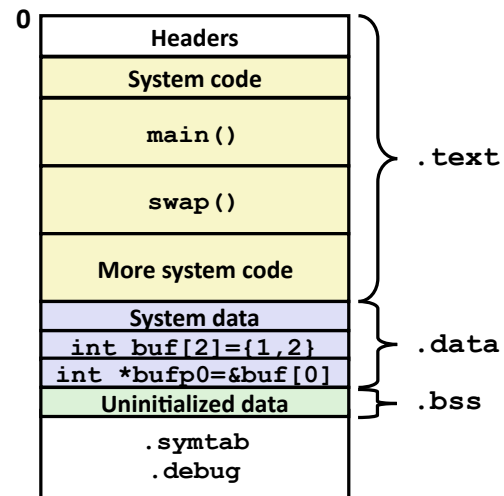 0
Headers
System code
main()
.text
swap()
More system code
System data
int buf[2]={1,2}
.data
int *bufp0=&buf[0]
Uninitialized data
.bss
.symtab
.debug